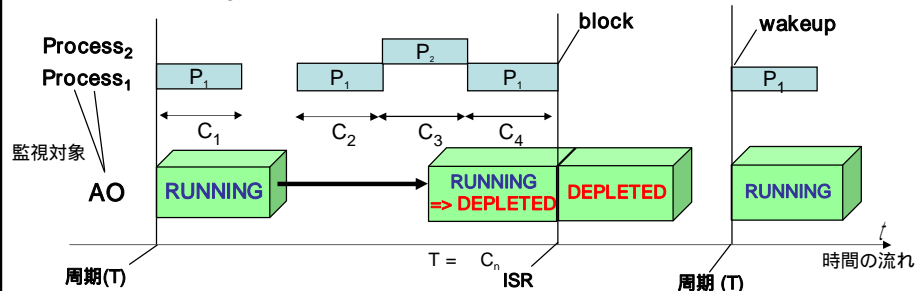 block
wakeup
Process₂
P₂
Process₁
P₁
P₁
P₁
P₁
C₁
C₂
C₃
C₄
監視対象
AO
RUNNING
RUNNING
=> DEPLETED
DEPLETED
RUNNING
t
時間の流れ
周期(T)
T = Cₙ
ISR
周期 (T)